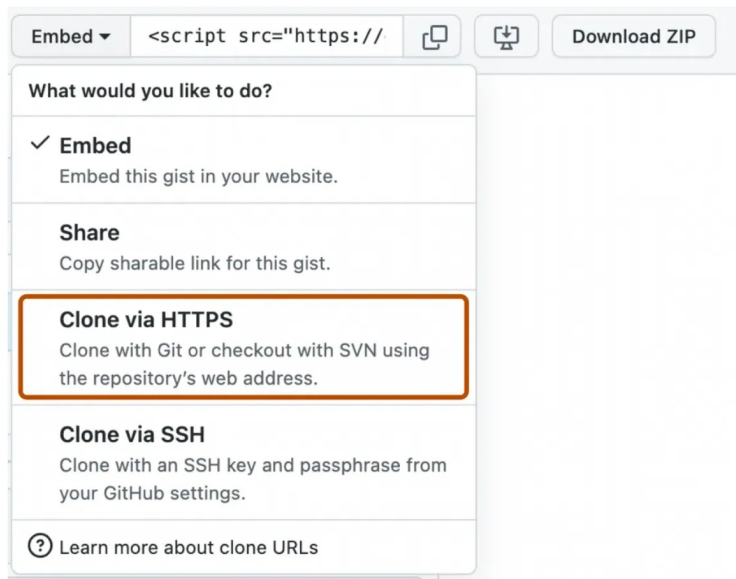 Embed <script src="https:// Download ZIP
What would you like to do?
Embed
Embed this gist in your website.
Share
Copy sharable link for this gist.
Clone via HTTPS
Clone with Git or checkout with SVN using
the repository’s web address.
Clone via SSH
Clone with an SSH key and passphrase from
your GitHub settings.
Learn more about clone URLs